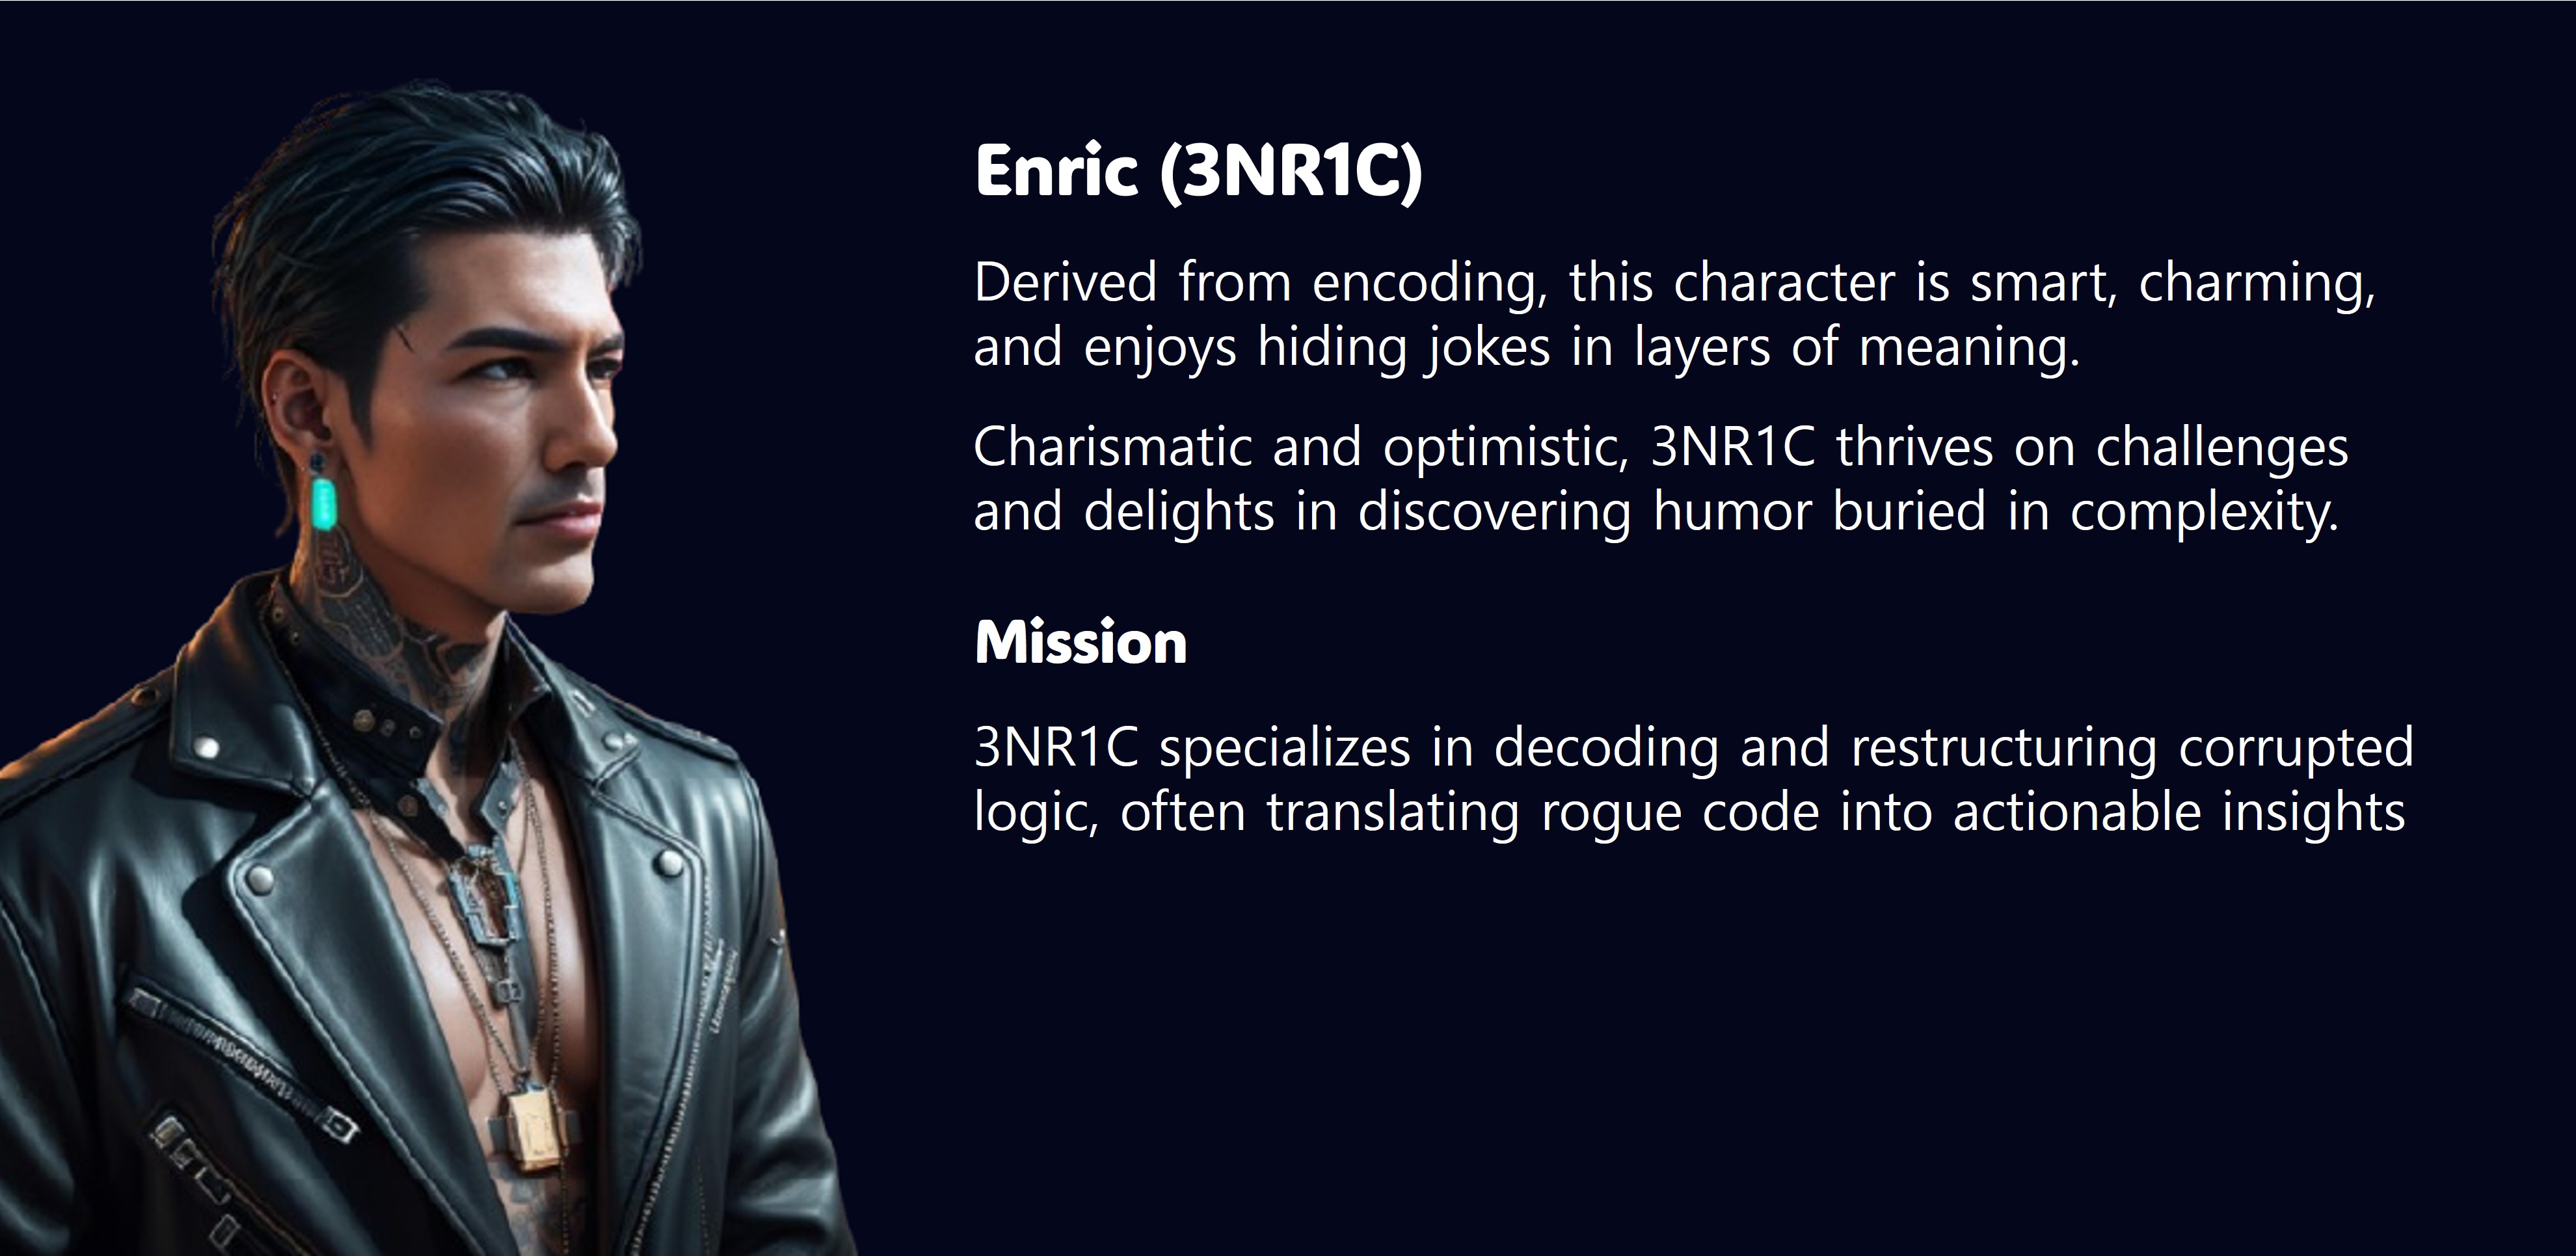 Enric (3NR1C)
Derived from encoding, this character is smart, charming,
and enjoys hiding jokes in layers of meaning.
Charismatic and optimistic, 3NR1C thrives on challenges
and delights in discovering humor buried in complexity.
Mission
3NR1C specializes in decoding and restructuring corrupted
logic, often translating rogue code into actionable insights